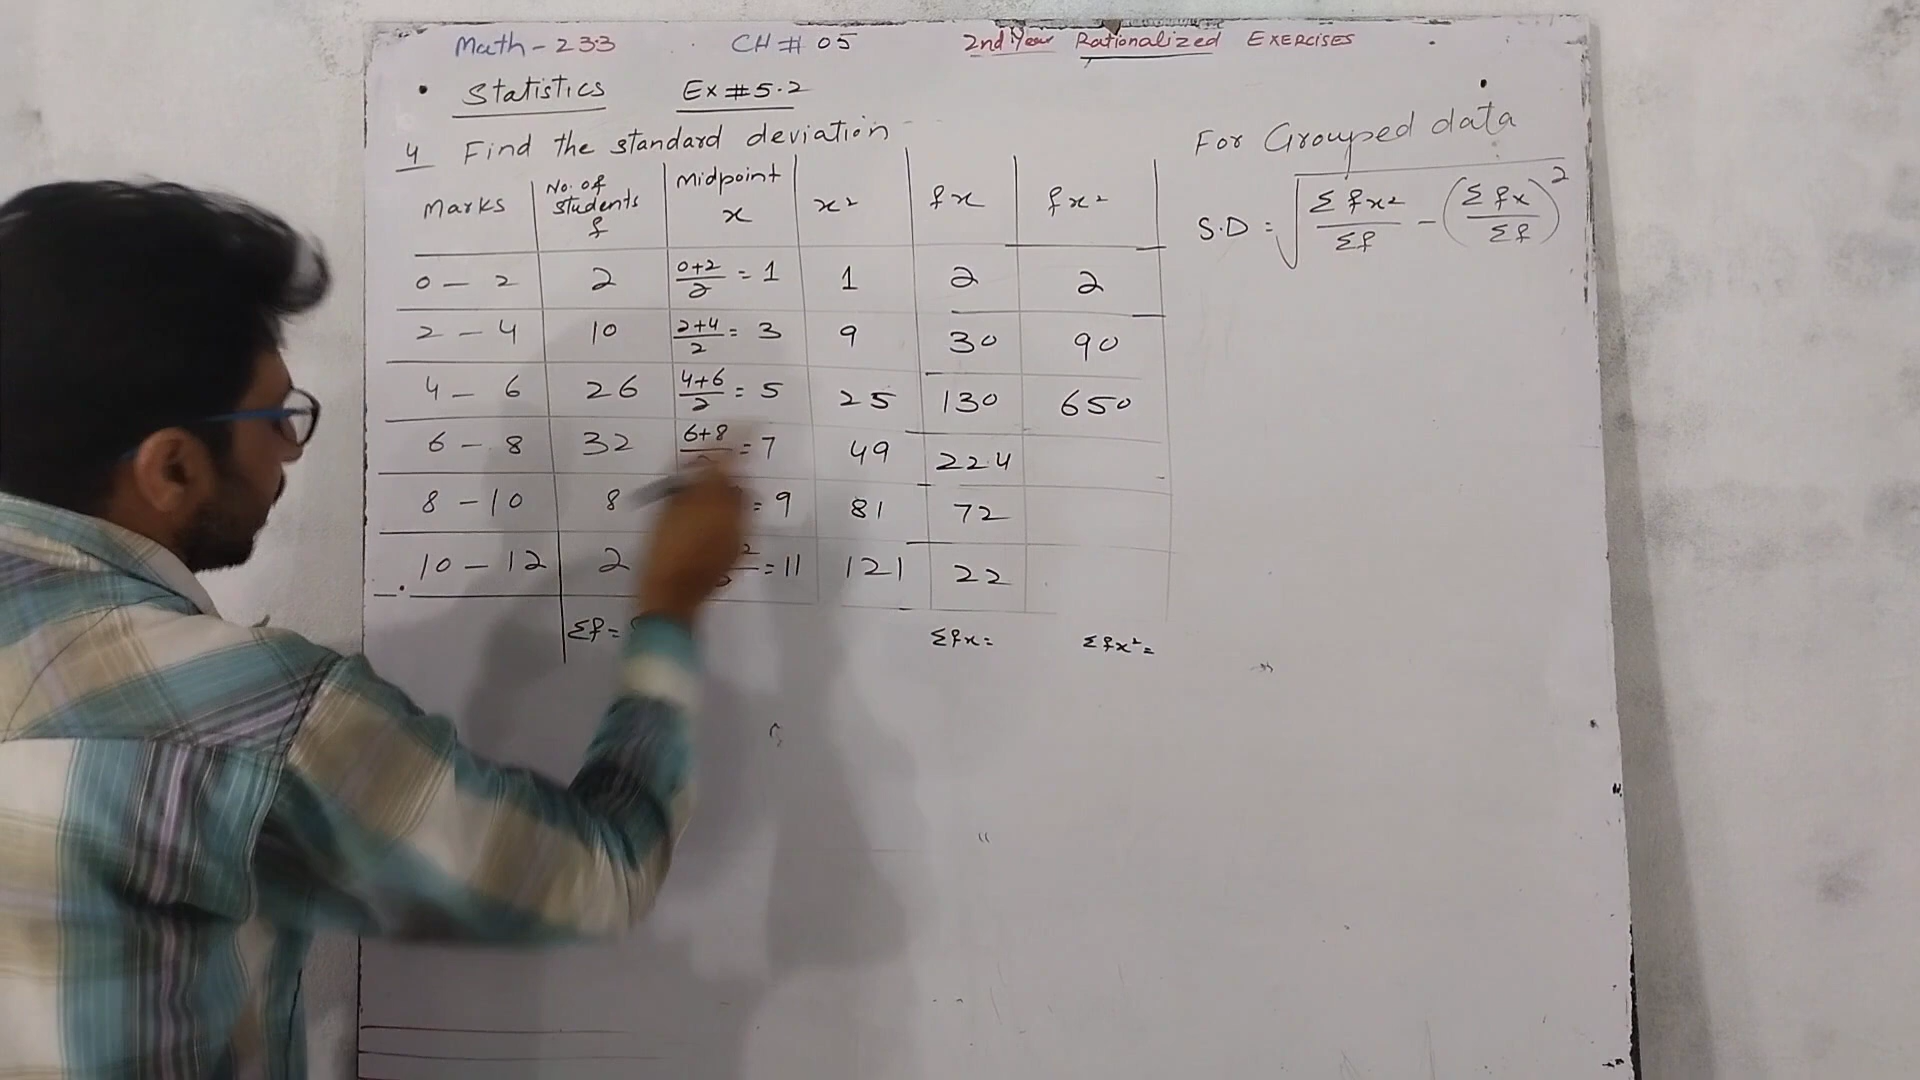 Math-233 CH # 05 2nd Year Rationalized EXERCISES
• Statistics Ex # 5.2
4 Find the standard deviation
For Grouped data
Marks | No. of students f | Midpoint x | x² | fx | fx²
S.D = √ Σfx²/Σf - (Σfx/Σf)²
0 - 2 | 2 | 0+2/2 = 1 | 1 | 2 | 2
2 - 4 | 10 | 2+4/2 = 3 | 9 | 30 | 90
4 - 6 | 26 | 4+6/2 = 5 | 25 | 130 | 650
6 - 8 | 32 | 6+8 = 7 | 49 | 224
8 - 10 | 8 | = 9 | 81 | 72
10 - 12 | 2 | = 11 | 121 | 22
Σf = Σfx = Σfx² =